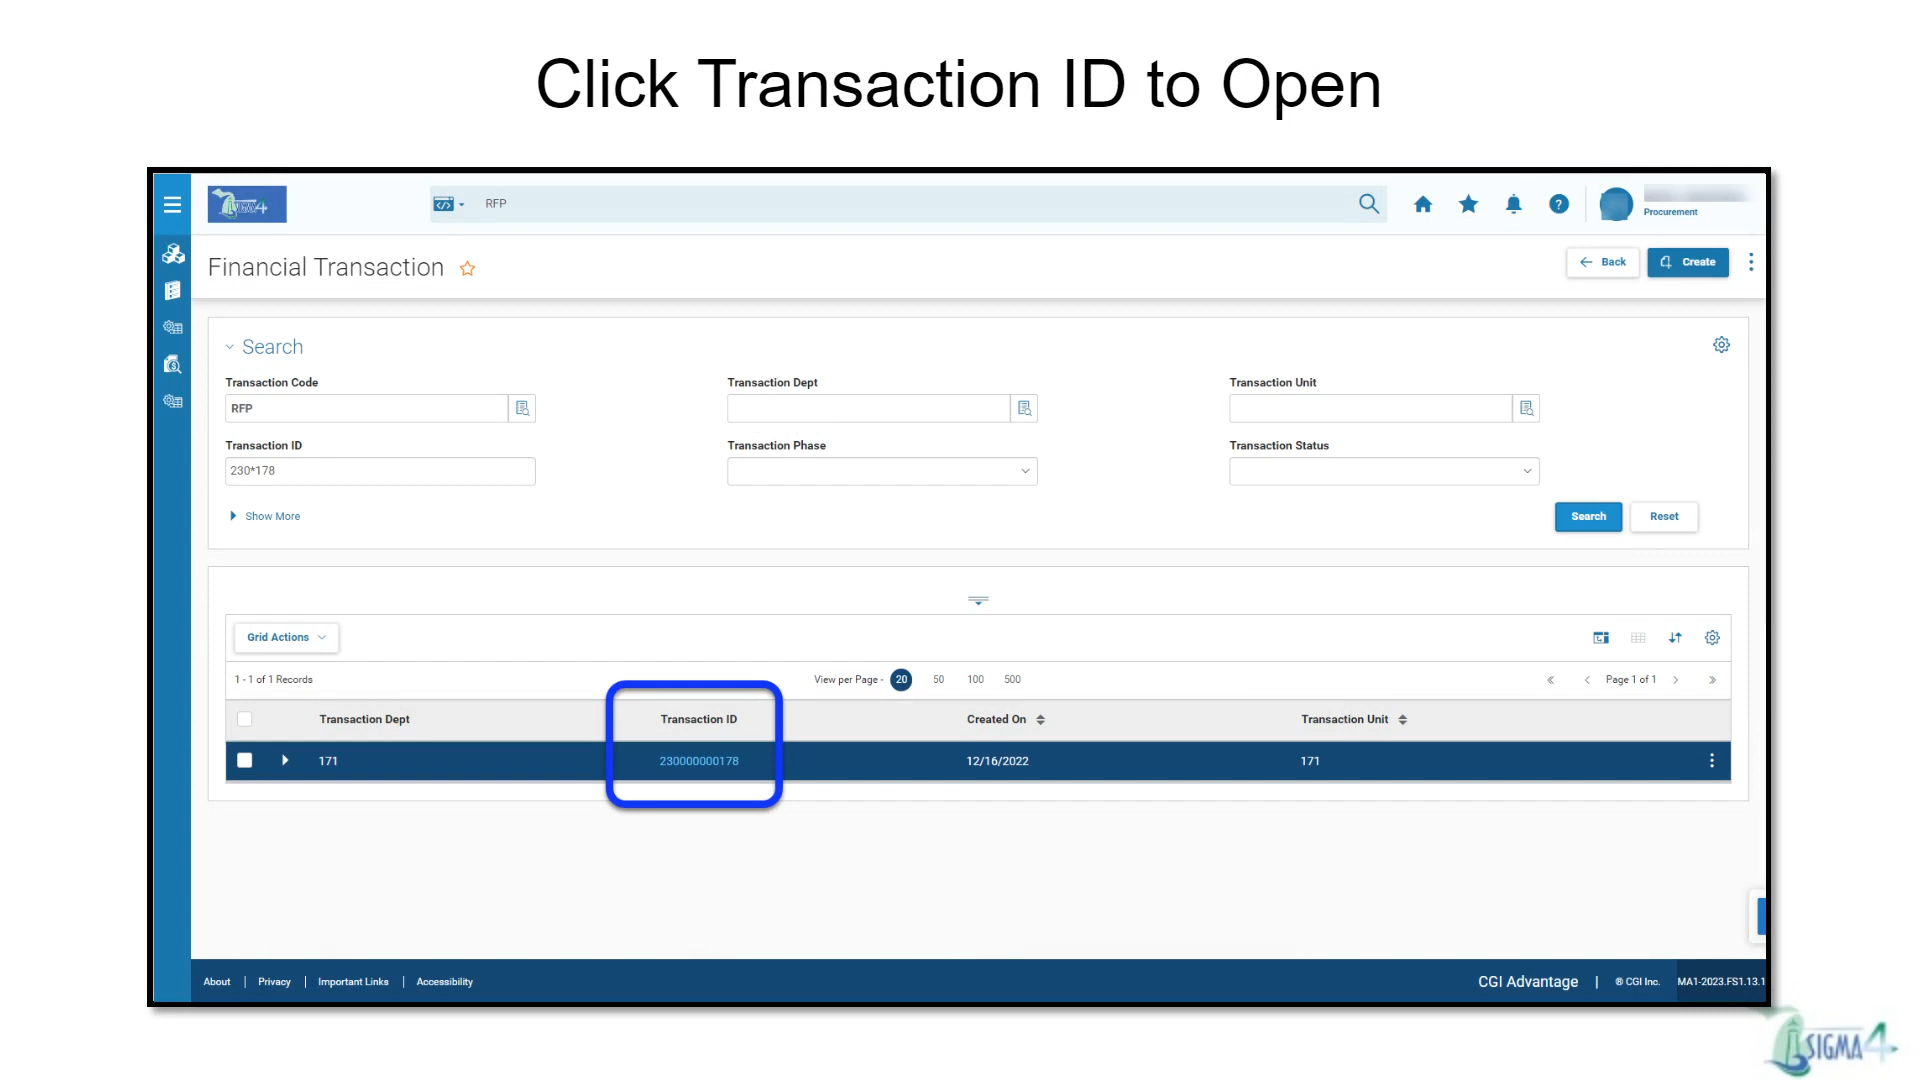 Click Transaction ID to Open
RFP
Procurement
Financial Transaction
Back
Create
Search
Transaction Code
Transaction Dept
Transaction Unit
RFP
Transaction ID
Transaction Phase
Transaction Status
230*178
Show More
Search
Reset
Grid Actions
1 - 1 of 1 Records
View per Page - 20 50 100 500
Page 1 of 1
Transaction Dept
Transaction ID
Created On
Transaction Unit
171
230000000178
12/16/2022
171
About | Privacy | Important Links | Accessibility
CGI Advantage | ® CGI Inc.
MA1-2023.FS1.13.1
SIGMA4